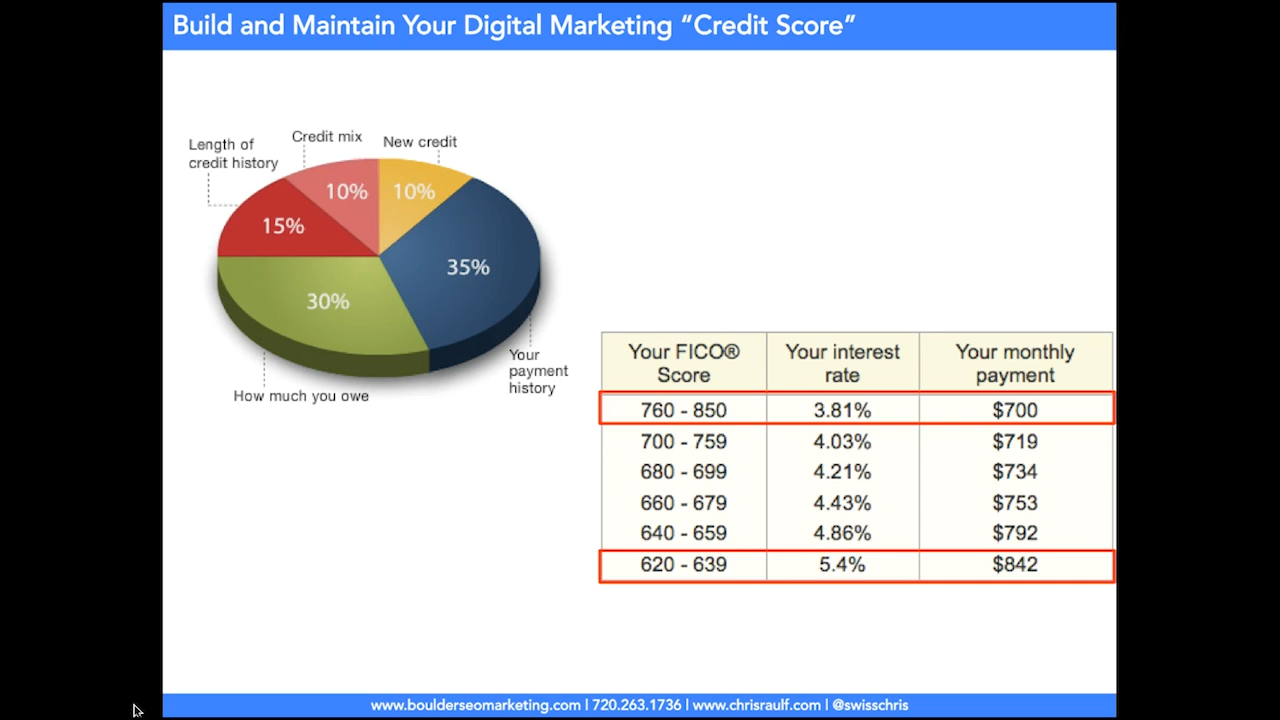 Build and Maintain Your Digital Marketing “Credit Score”
Length of
credit history
Credit mix
New credit
10%
10%
15%
35%
30%
Your
payment
history
How much you owe
Your FICO® Score	Your interest rate	Your monthly payment
760 - 850	3.81%	$700
700 - 759	4.03%	$719
680 - 699	4.21%	$734
660 - 679	4.43%	$753
640 - 659	4.86%	$792
620 - 639	5.4%	$842
www.boulderseomarketing.com | 720.263.1736 | www.chrisraulf.com | @swisschris